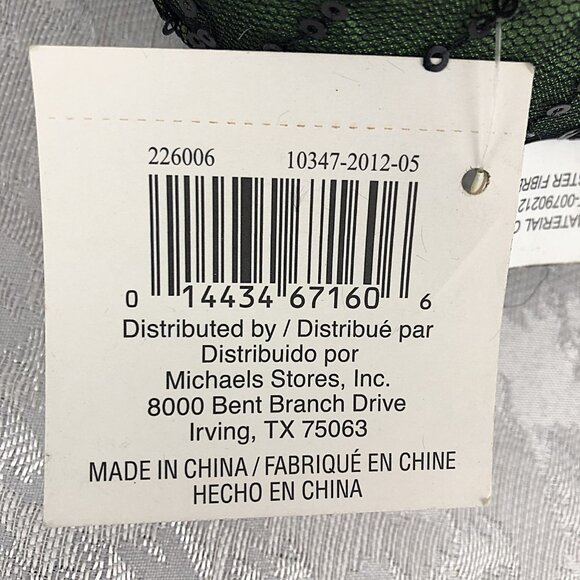 226006 10347-2012-05
0 14434 67160 6
Distributed by / Distribué par
Distribuido por
Michaels Stores, Inc.
8000 Bent Branch Drive
Irving, TX 75063
MADE IN CHINA / FABRIQUÉ EN CHINE
HECHO EN CHINA